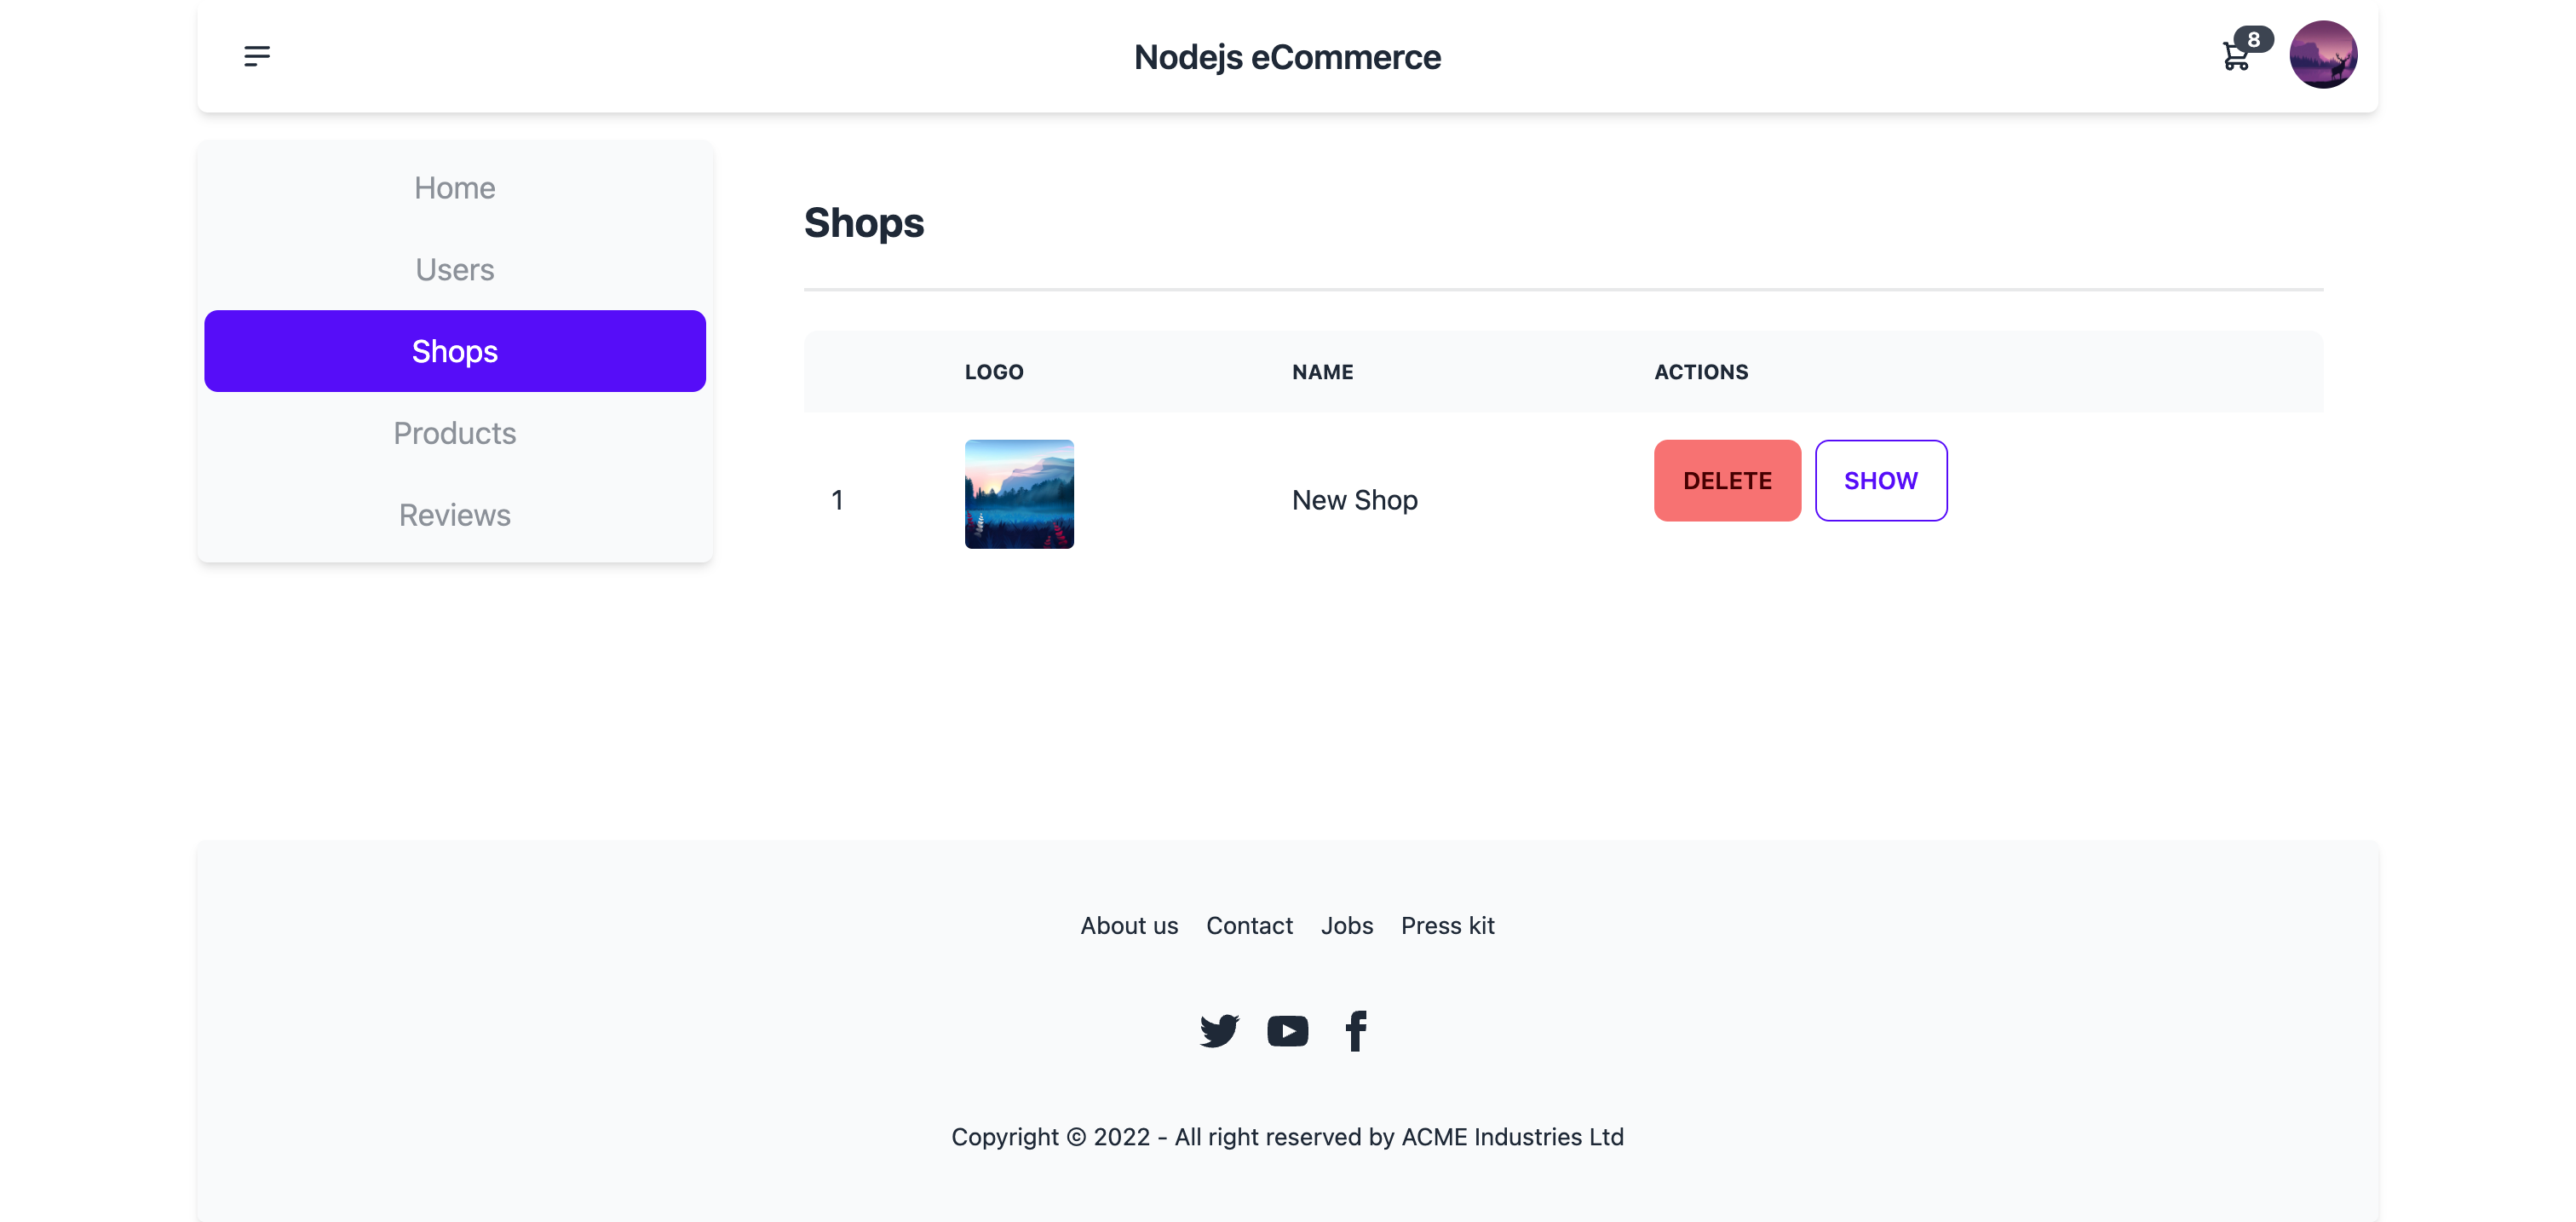 Nodejs eCommerce
8
Home
Users
Shops
Products
Reviews
Shops
LOGO NAME ACTIONS
1 New Shop DELETE SHOW
About us Contact Jobs Press kit
Copyright © 2022 - All right reserved by ACME Industries Ltd